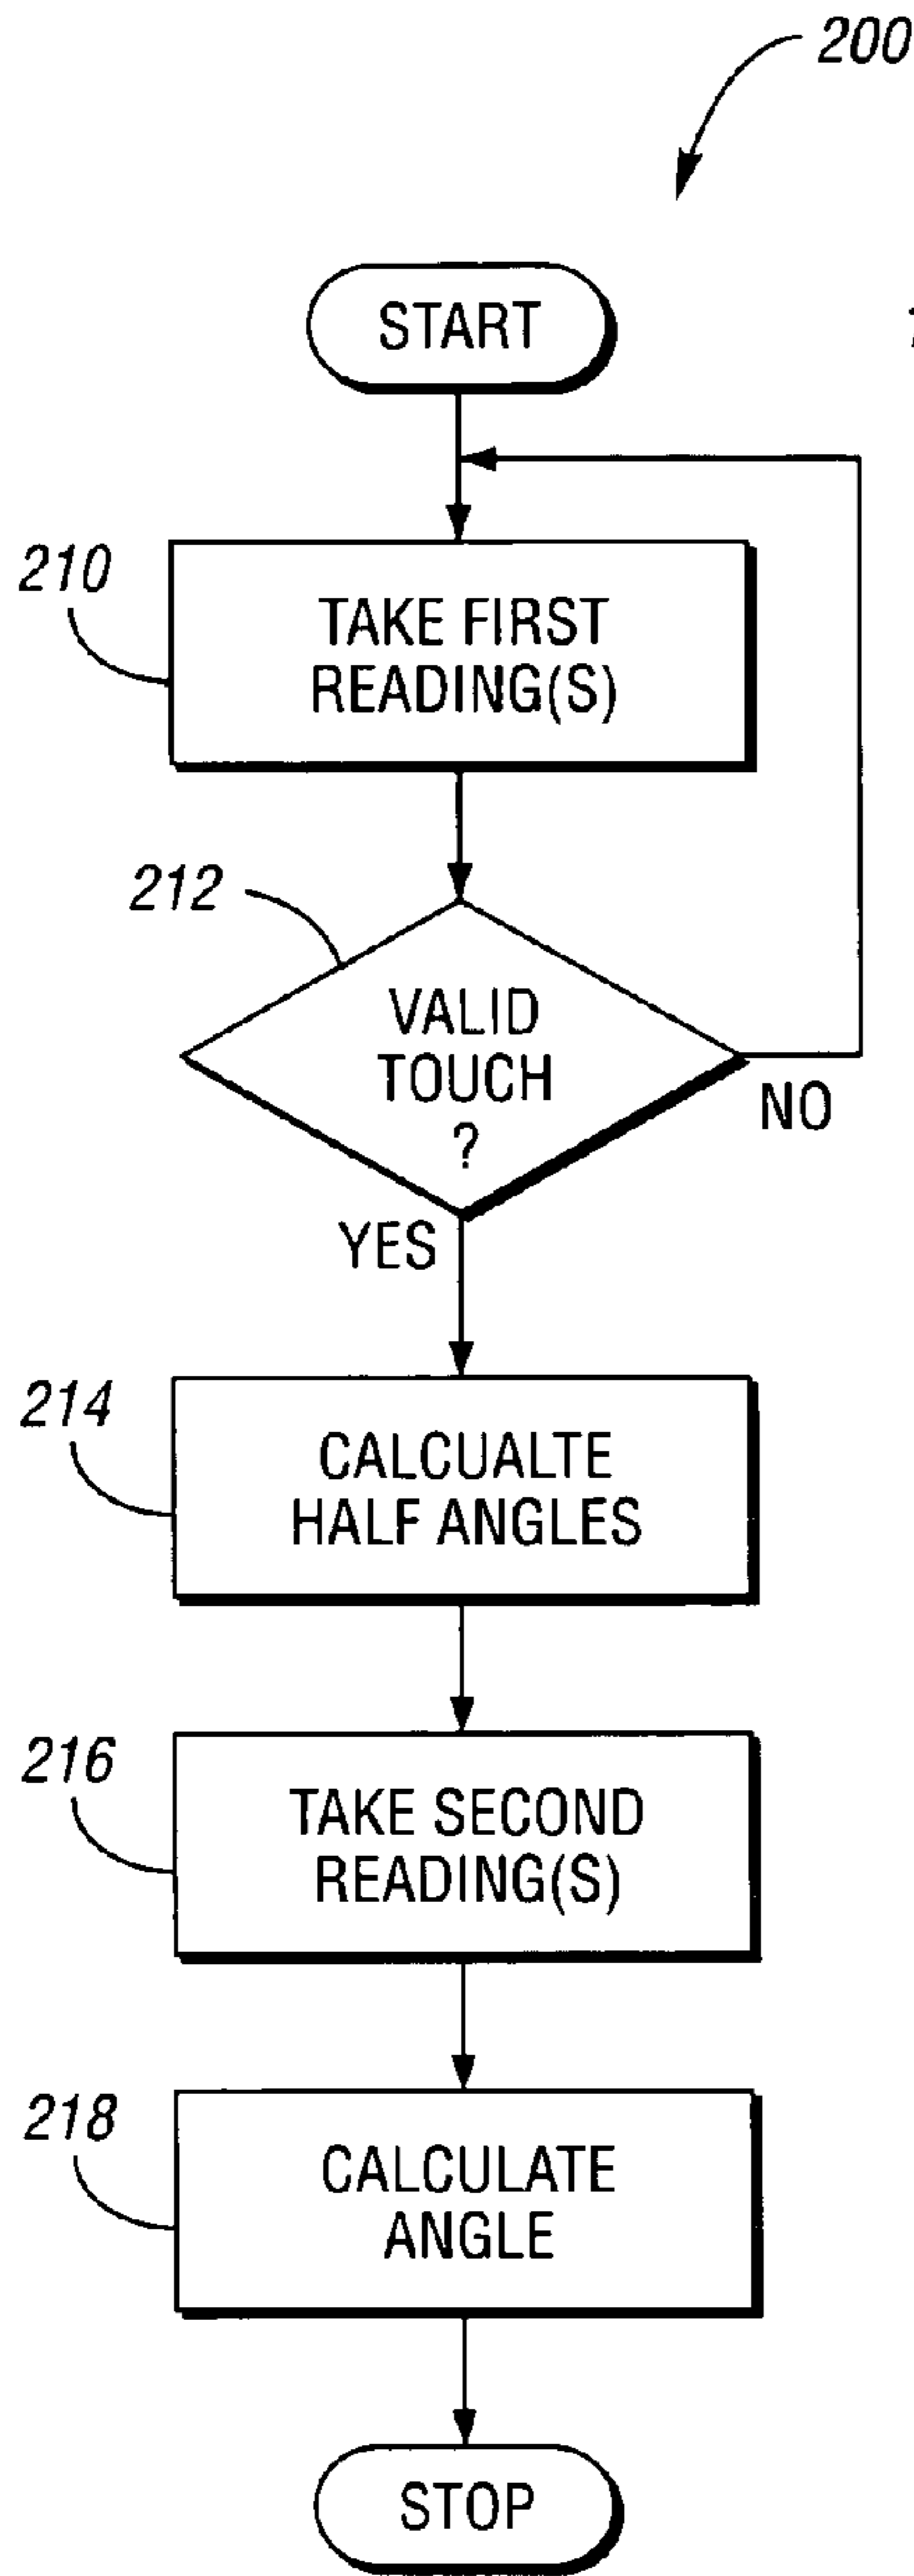 200
START
210
TAKE FIRST
READING(S)
212
VALID
TOUCH
?
NO
YES
214
CALCUALTE
HALF ANGLES
216
TAKE SECOND
READING(S)
218
CALCULATE
ANGLE
STOP